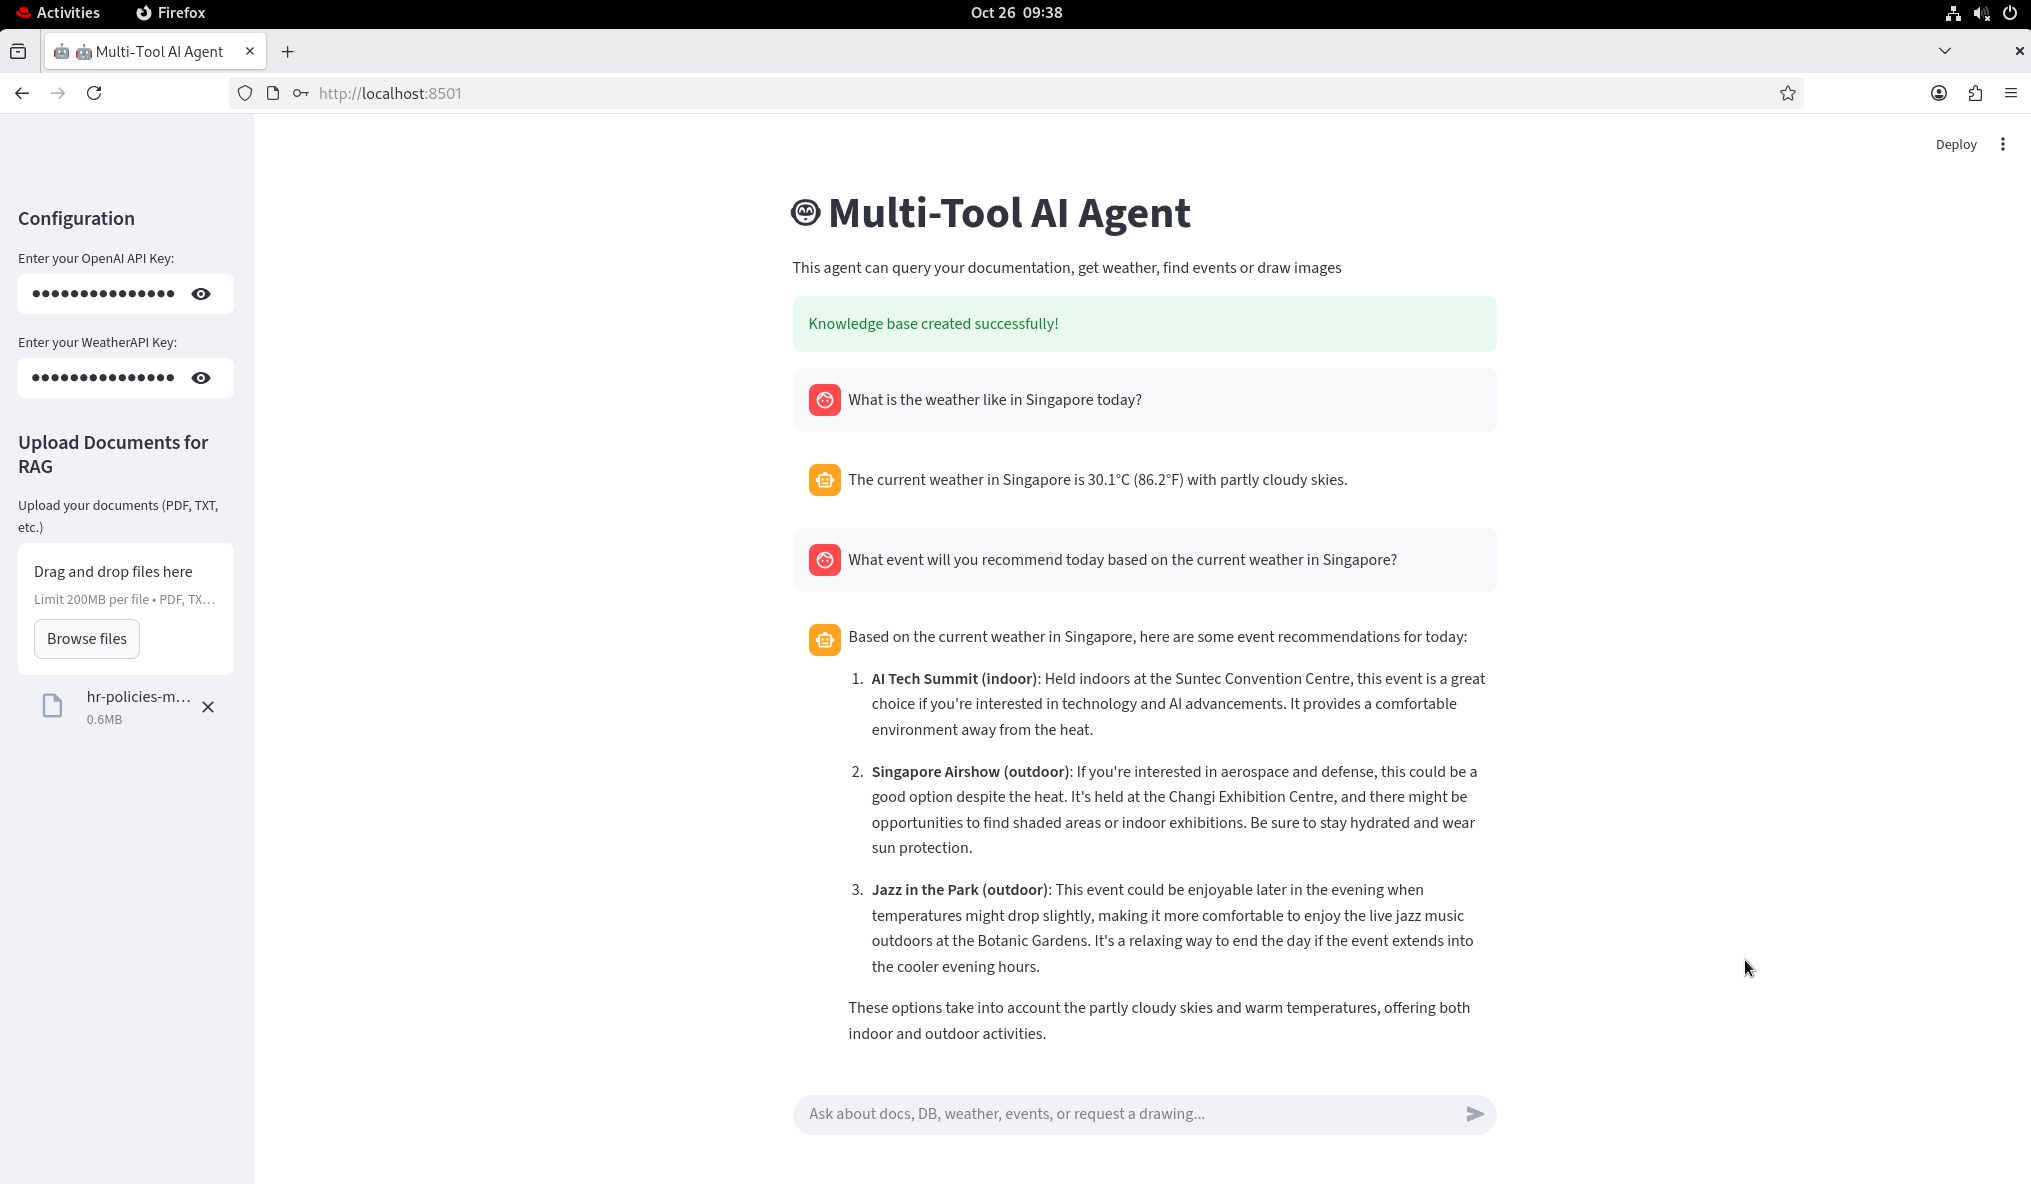 Activities
Firefox
Oct 26 09:38
🤖 🤖 Multi-Tool AI Agent
http://localhost:8501
Deploy
Configuration
Enter your OpenAI API Key:
•••••••••••••••
Enter your WeatherAPI Key:
•••••••••••••••
Upload Documents for
RAG
Upload your documents (PDF, TXT,
etc.)
Drag and drop files here
Limit 200MB per file • PDF, TX…
Browse files
hr-policies-m…
0.6MB
Multi-Tool AI Agent
This agent can query your documentation, get weather, find events or draw images
Knowledge base created successfully!
What is the weather like in Singapore today?
The current weather in Singapore is 30.1°C (86.2°F) with partly cloudy skies.
What event will you recommend today based on the current weather in Singapore?
Based on the current weather in Singapore, here are some event recommendations for today:
1. AI Tech Summit (indoor): Held indoors at the Suntec Convention Centre, this event is a great
choice if you're interested in technology and AI advancements. It provides a comfortable
environment away from the heat.
2. Singapore Airshow (outdoor): If you're interested in aerospace and defense, this could be a
good option despite the heat. It's held at the Changi Exhibition Centre, and there might be
opportunities to find shaded areas or indoor exhibitions. Be sure to stay hydrated and wear
sun protection.
3. Jazz in the Park (outdoor): This event could be enjoyable later in the evening when
temperatures might drop slightly, making it more comfortable to enjoy the live jazz music
outdoors at the Botanic Gardens. It's a relaxing way to end the day if the event extends into
the cooler evening hours.
These options take into account the partly cloudy skies and warm temperatures, offering both
indoor and outdoor activities.
Ask about docs, DB, weather, events, or request a drawing...